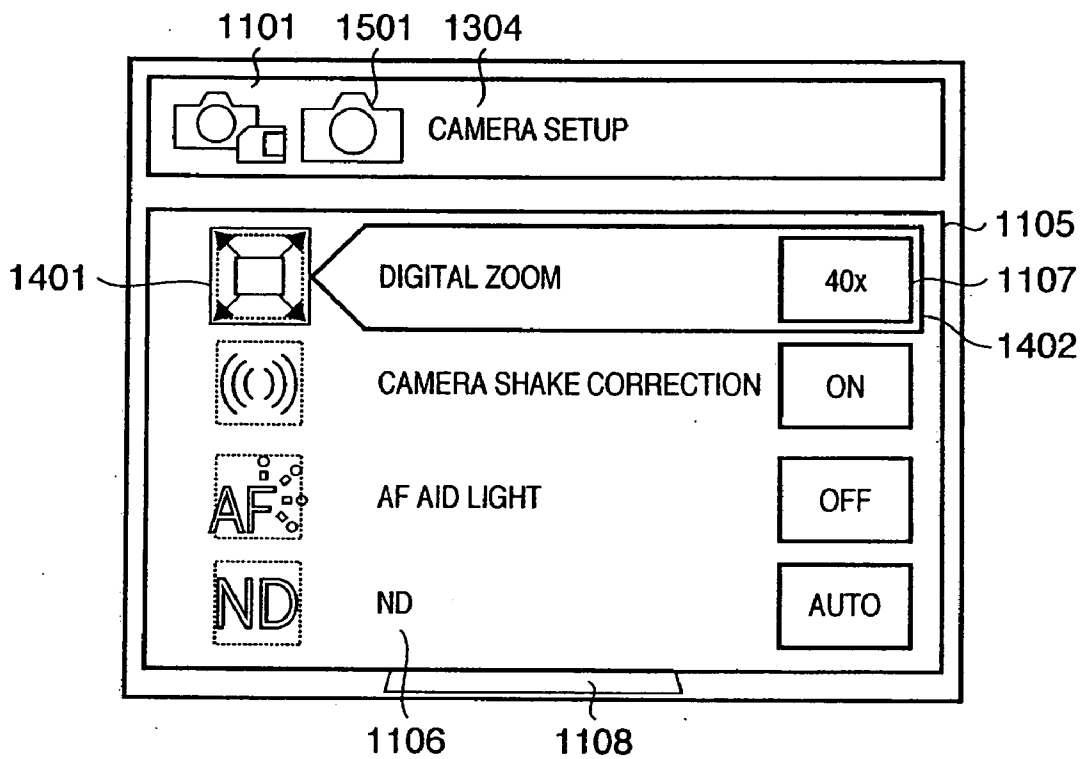 1101 1501 1304
CAMERA SETUP
1105
DIGITAL ZOOM 40x 1107
1401
1402
CAMERA SHAKE CORRECTION ON
AF AF AID LIGHT OFF
ND ND AUTO
1106 1108